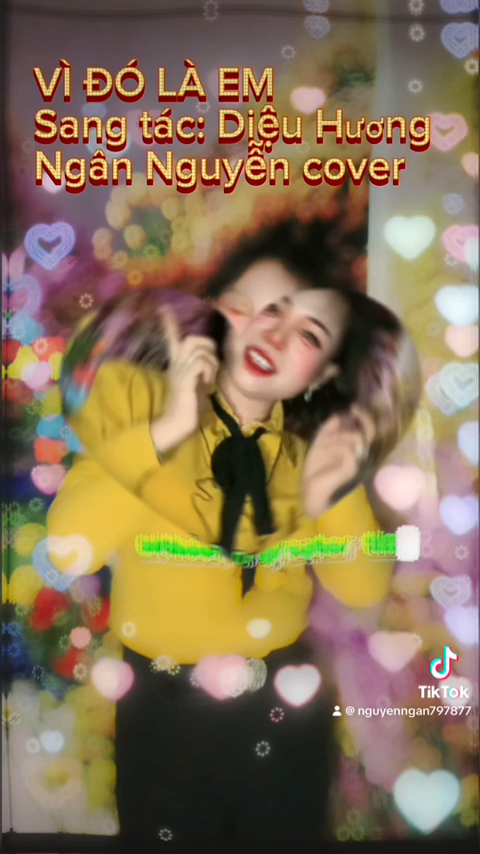 VÌ ĐÓ LÀ EM
Sang tác: Diệu Hương
Ngân Nguyễn cover
TikTok
@ nguyenngan797877